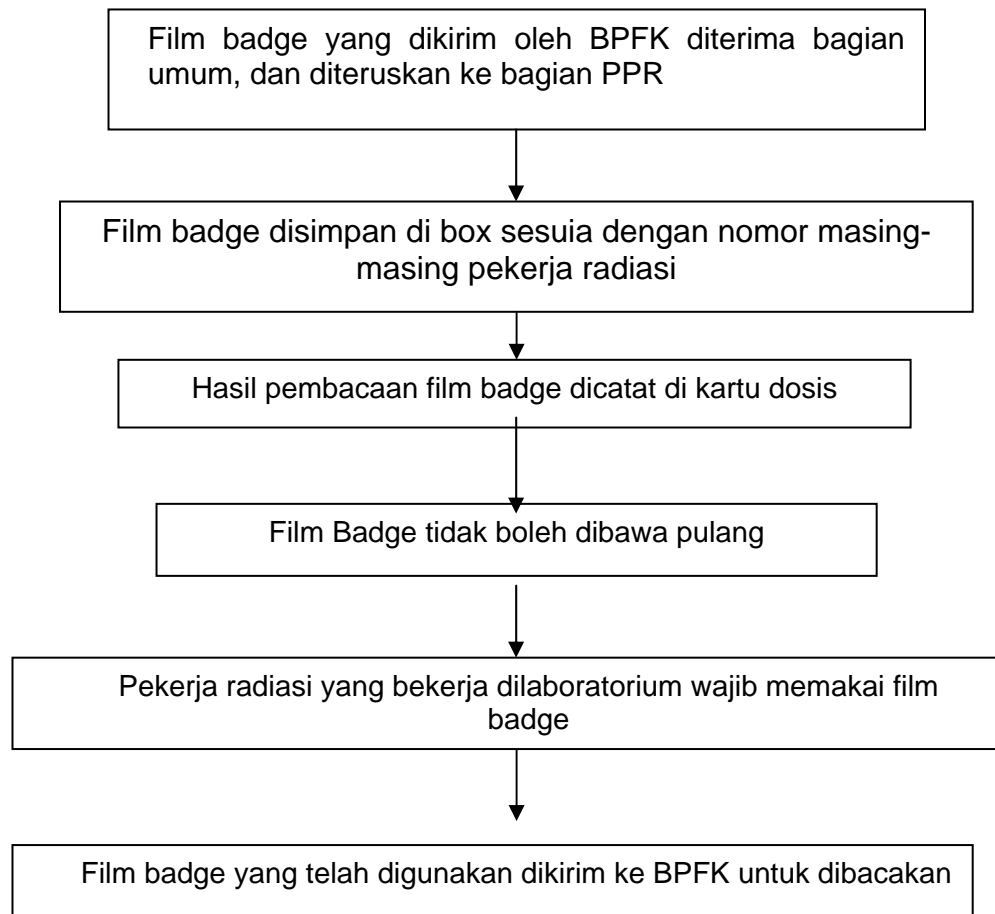 Film badge yang dikirim oleh BPFK diterima bagian
umum, dan diteruskan ke bagian PPR
Film badge disimpan di box sesuia dengan nomor masing-
masing pekerja radiasi
Hasil pembacaan film badge dicatat di kartu dosis
Film Badge tidak boleh dibawa pulang
Pekerja radiasi yang bekerja dilaboratorium wajib memakai film
badge
Film badge yang telah digunakan dikirim ke BPFK untuk dibacakan